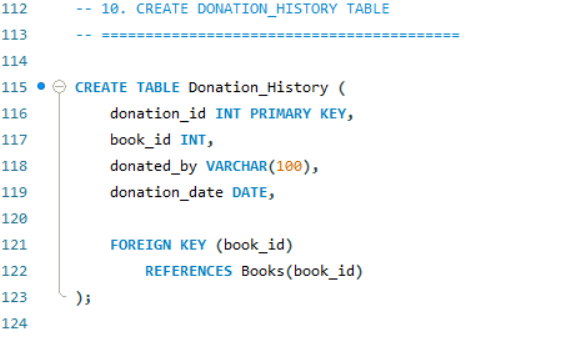 112 -- 10. CREATE DONATION_HISTORY TABLE
113 -- =========================================
114
115 CREATE TABLE Donation_History (
116 donation_id INT PRIMARY KEY,
117 book_id INT,
118 donated_by VARCHAR(100),
119 donation_date DATE,
120
121 FOREIGN KEY (book_id)
122 REFERENCES Books(book_id)
123 );
124